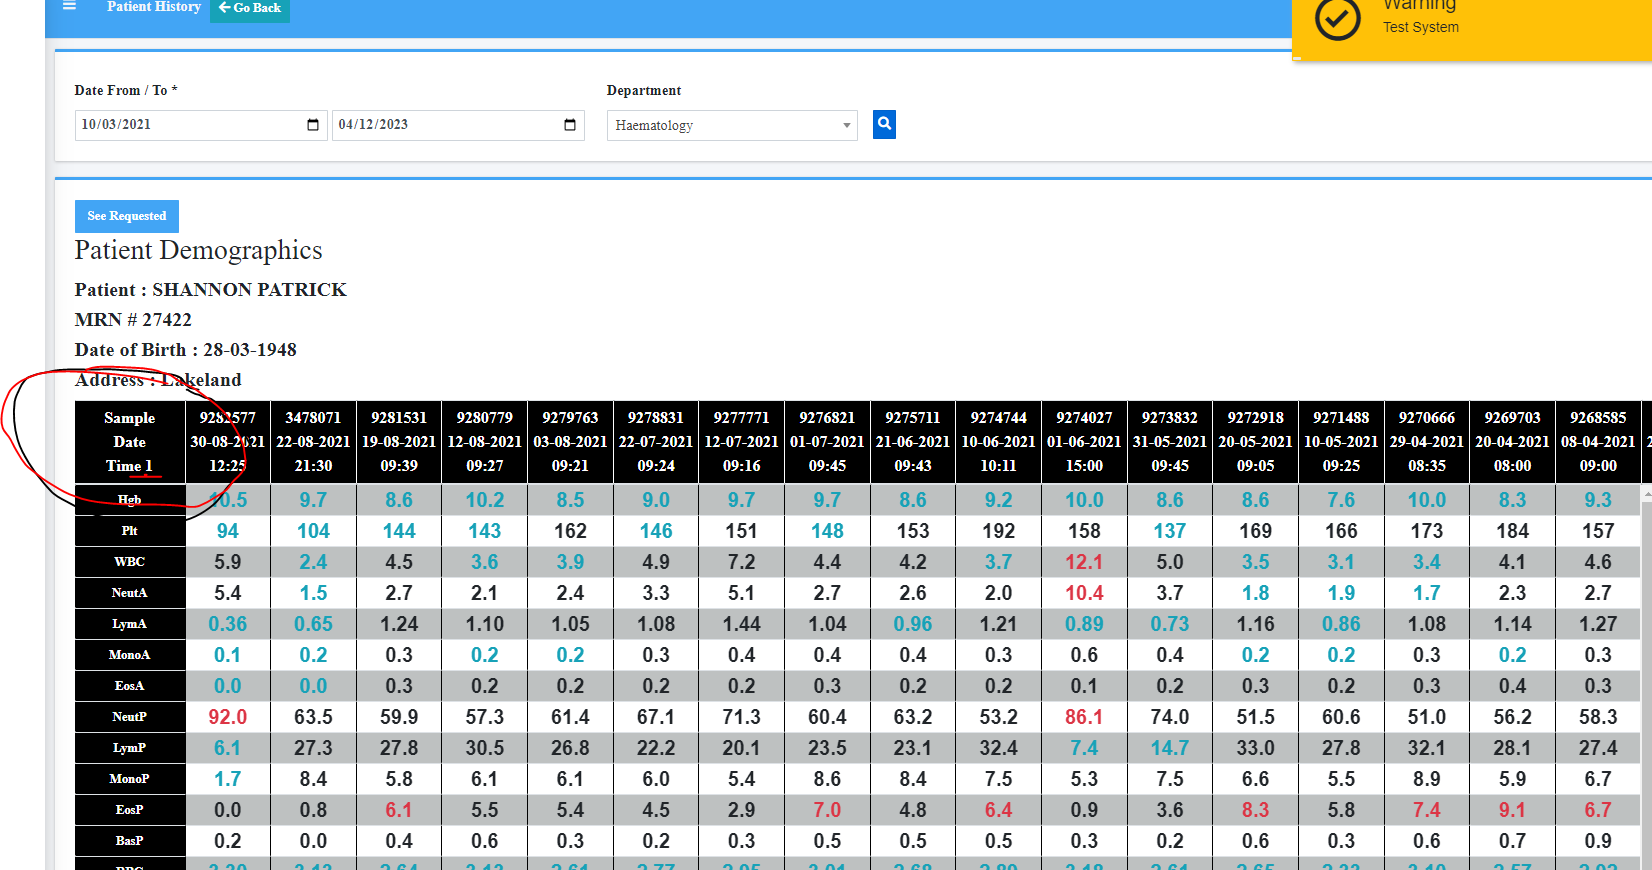 Patient History Go Back
Warning
Test System
Date From / To * Department
10/03/2021 04/12/2023 Haematology
See Requested
Patient Demographics
Patient : SHANNON PATRICK
MRN # 27422
Date of Birth : 28-03-1948
Address : Lakeland
Sample 9282577 3478071 9281531 9280779 9279763 9278831 9277771 9276821 9275711 9274744 9274027 9273832 9272918 9271488 9270666 9269703 9268585
Date 30-08-2021 22-08-2021 19-08-2021 12-08-2021 03-08-2021 22-07-2021 12-07-2021 01-07-2021 21-06-2021 10-06-2021 01-06-2021 31-05-2021 20-05-2021 10-05-2021 29-04-2021 20-04-2021 08-04-2021
Time 1 12:25 21:30 09:39 09:27 09:21 09:24 09:16 09:45 09:43 10:11 15:00 09:45 09:05 09:25 08:35 08:00 09:00
Hgb 10.5 9.7 8.6 10.2 8.5 9.0 9.7 9.7 8.6 9.2 10.0 8.6 8.6 7.6 10.0 8.3 9.3
Plt 94 104 144 143 162 146 151 148 153 192 158 137 169 166 173 184 157
WBC 5.9 2.4 4.5 3.6 3.9 4.9 7.2 4.4 4.2 3.7 12.1 5.0 3.5 3.1 3.4 4.1 4.6
NeutA 5.4 1.5 2.7 2.1 2.4 3.3 5.1 2.7 2.6 2.0 10.4 3.7 1.8 1.9 1.7 2.3 2.7
LymA 0.36 0.65 1.24 1.10 1.05 1.08 1.44 1.04 0.96 1.21 0.89 0.73 1.16 0.86 1.08 1.14 1.27
MonoA 0.1 0.2 0.3 0.2 0.2 0.3 0.4 0.4 0.4 0.3 0.6 0.4 0.2 0.2 0.3 0.2 0.3
EosA 0.0 0.0 0.3 0.2 0.2 0.2 0.2 0.3 0.2 0.2 0.1 0.2 0.3 0.2 0.3 0.4 0.3
NeutP 92.0 63.5 59.9 57.3 61.4 67.1 71.3 60.4 63.2 53.2 86.1 74.0 51.5 60.6 51.0 56.2 58.3
LymP 6.1 27.3 27.8 30.5 26.8 22.2 20.1 23.5 23.1 32.4 7.4 14.7 33.0 27.8 32.1 28.1 27.4
MonoP 1.7 8.4 5.8 6.1 6.1 6.0 5.4 8.6 8.4 7.5 5.3 7.5 6.6 5.5 8.9 5.9 6.7
EosP 0.0 0.8 6.1 5.5 5.4 4.5 2.9 7.0 4.8 6.4 0.9 3.6 8.3 5.8 7.4 9.1 6.7
BasP 0.2 0.0 0.4 0.6 0.3 0.2 0.3 0.5 0.5 0.5 0.3 0.2 0.6 0.3 0.6 0.7 0.9